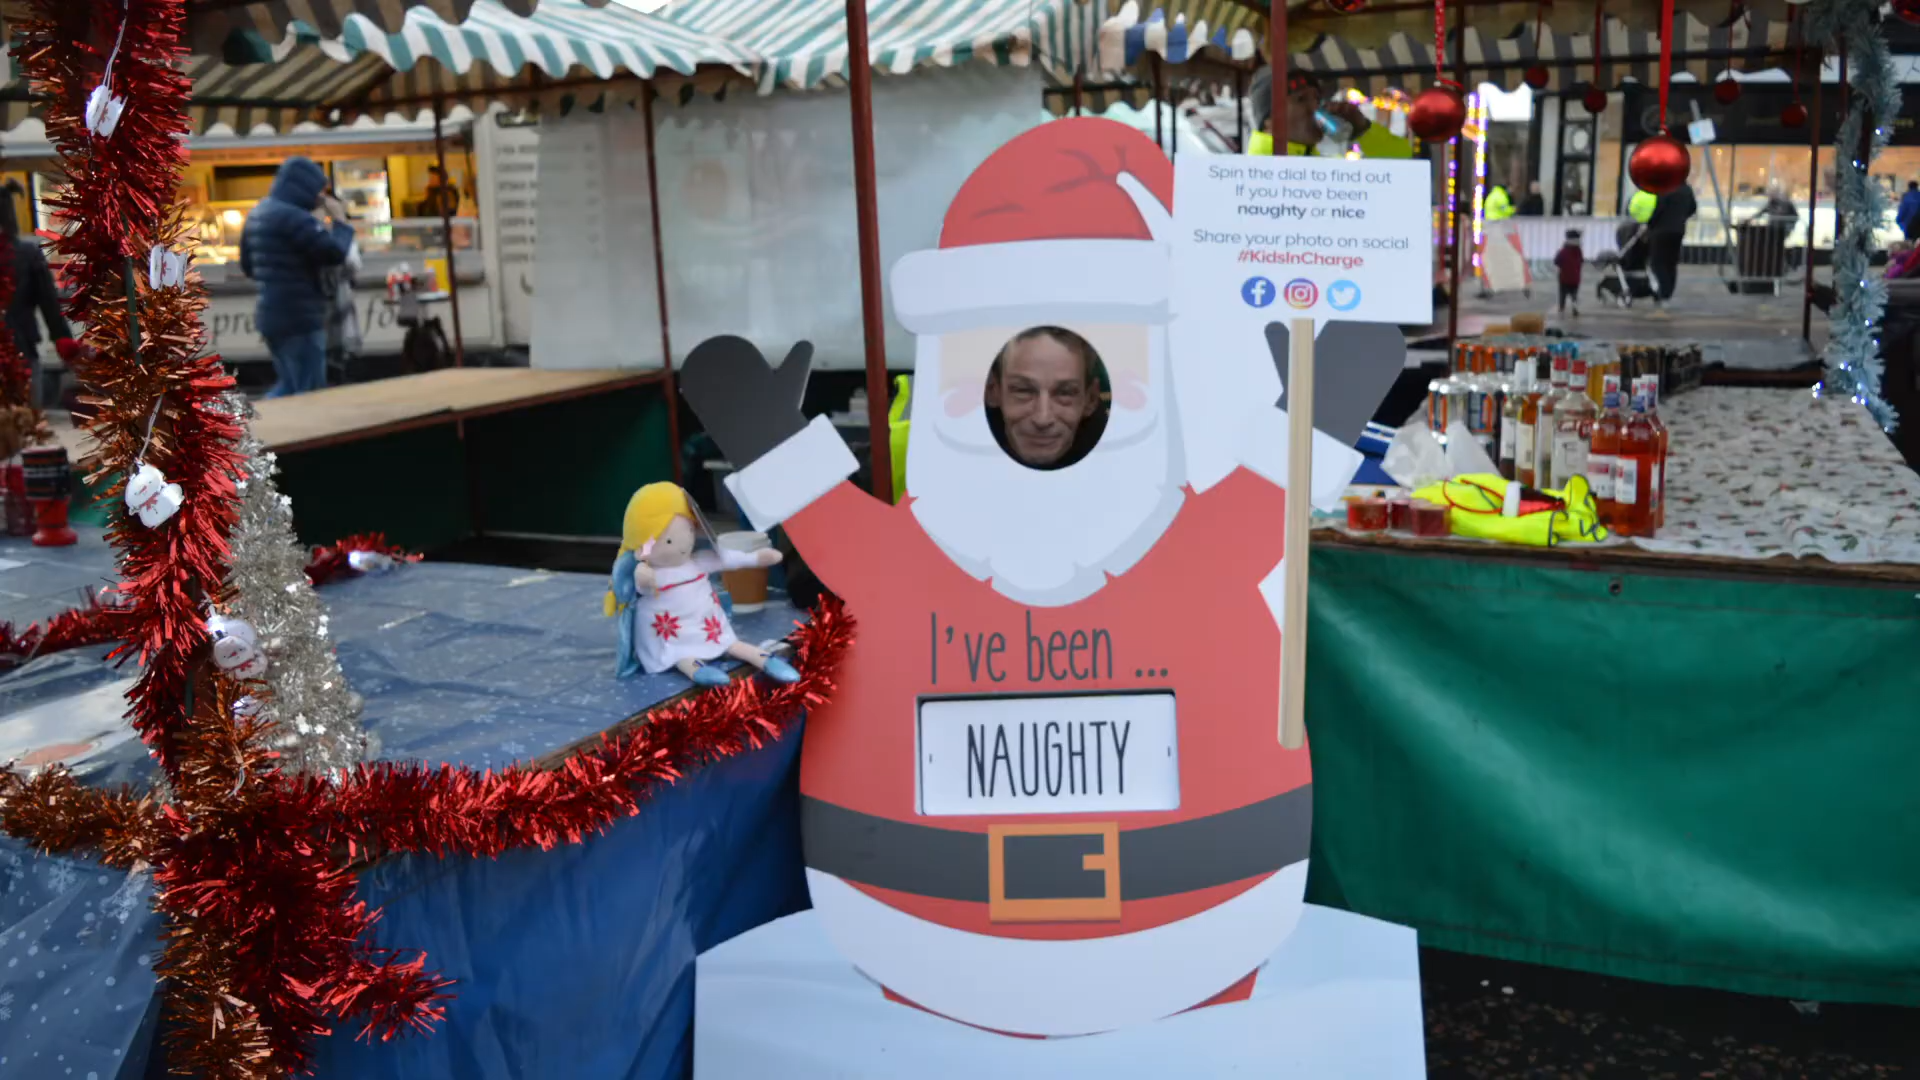 Spin the dial to find out
If you have been
naughty or nice
Share your photo on social
#KidsInCharge
I've been ...
NAUGHTY